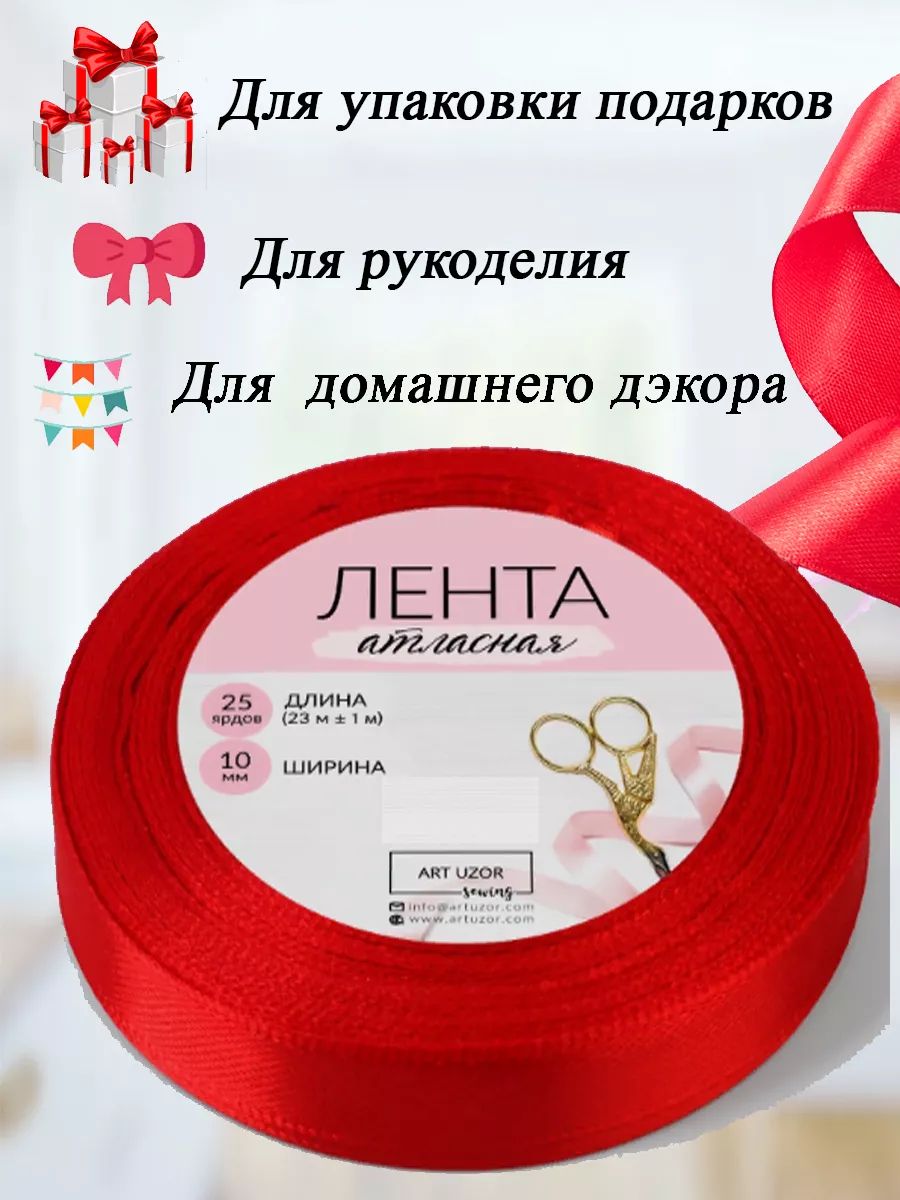 Для упаковки подарков
Для рукоделия
Для домашнего дэкора
ЛЕНТА
атласная
25 ярдов
ДЛИНА
(23 м ± 1 м)
10 мм
ШИРИНА
ART UZOR
sewing
info@artuzor.com
www.artuzor.com